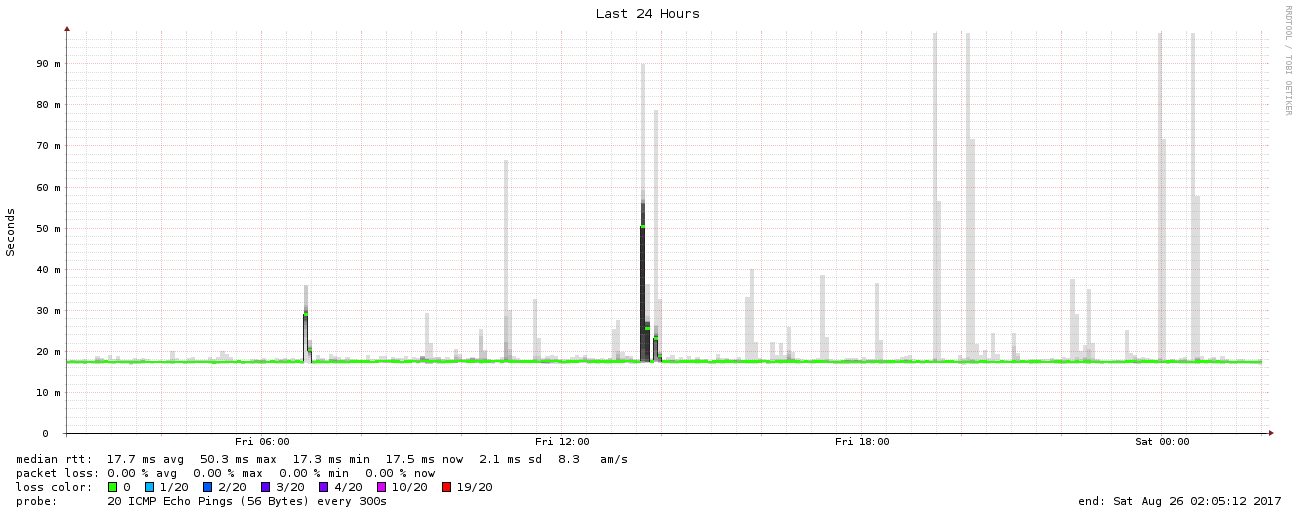 Last 24 Hours
RRDTOOL / TOBI OETIKER
Seconds
90 m
80 m
70 m
60 m
50 m
40 m
30 m
20 m
10 m
0
Fri 06:00 Fri 12:00 Fri 18:00 Sat 00:00
median rtt: 17.7 ms avg 50.3 ms max 17.3 ms min 17.5 ms now 2.1 ms sd 8.3 am/s
packet loss: 0.00 % avg 0.00 % max 0.00 % min 0.00 % now
loss color: 0 1/20 2/20 3/20 4/20 10/20 19/20
probe: 20 ICMP Echo Pings (56 Bytes) every 300s end: Sat Aug 26 02:05:12 2017